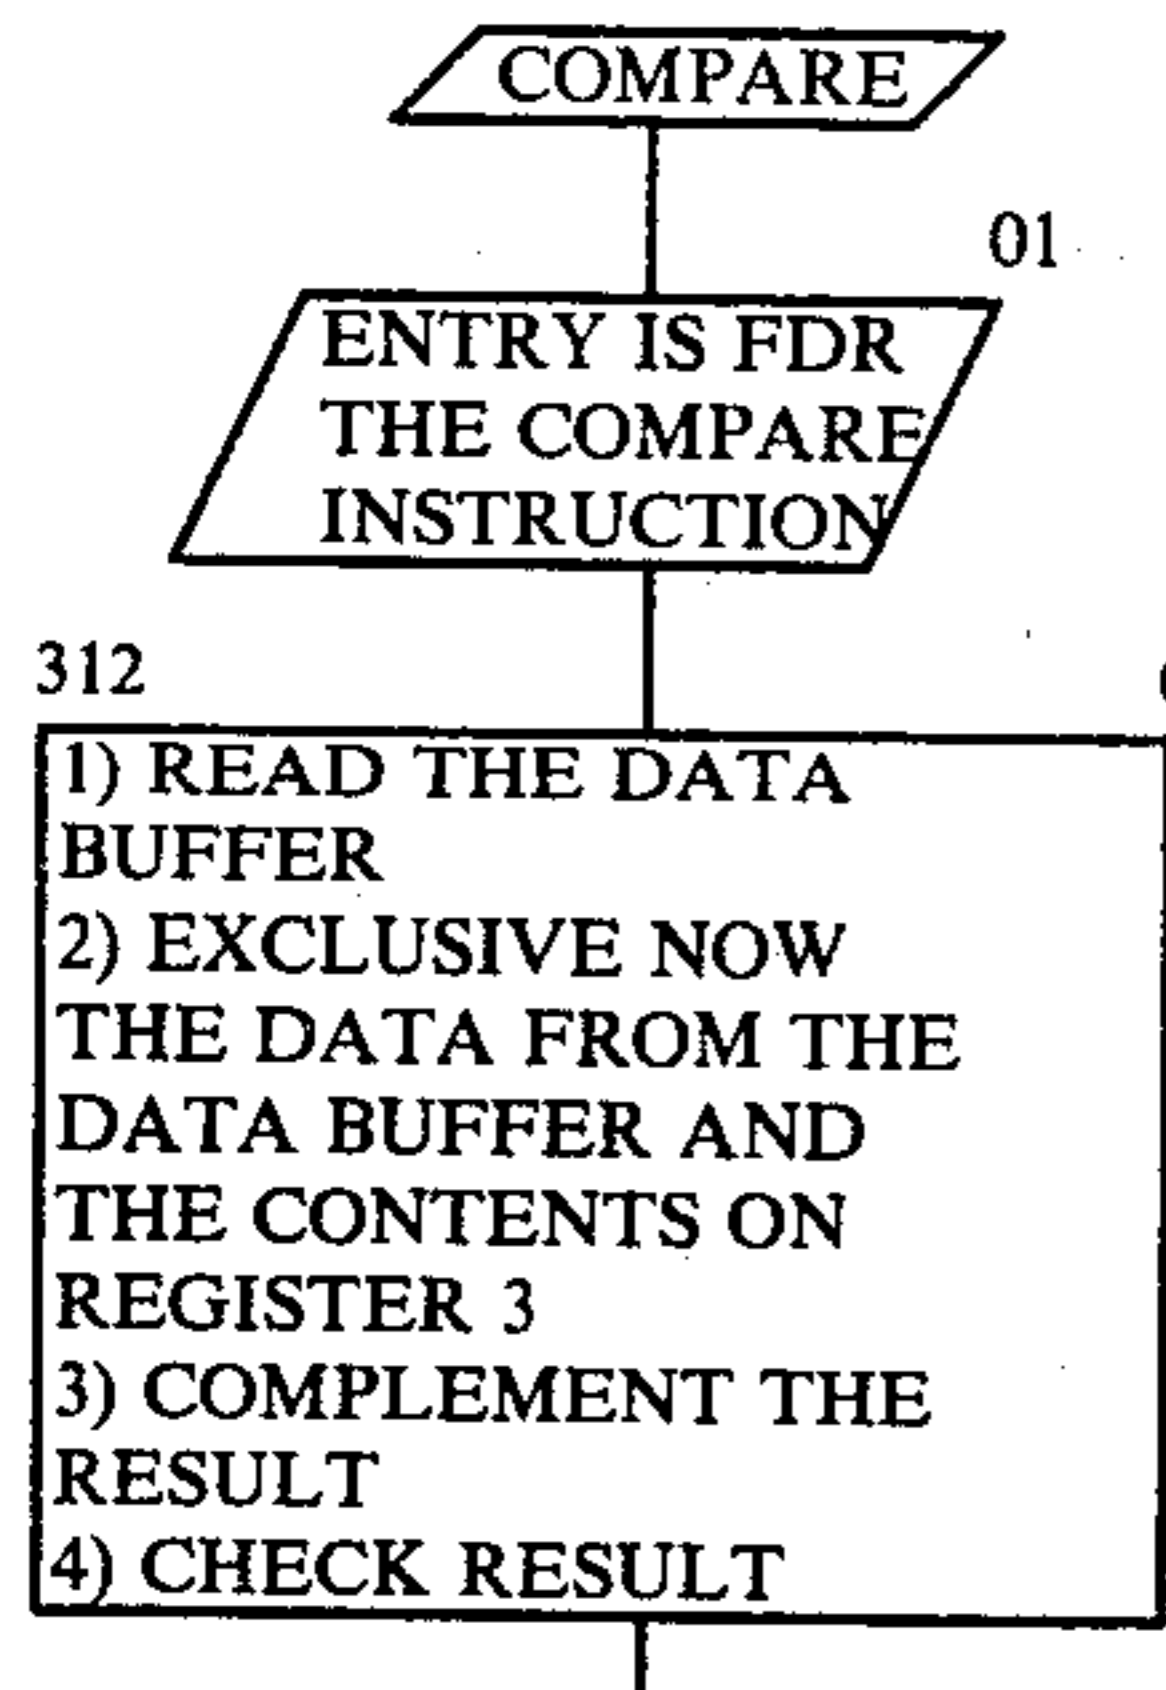 COMPARE
01
ENTRY IS FDR
THE COMPARE
INSTRUCTION
312
1) READ THE DATA
BUFFER
2) EXCLUSIVE NOW
THE DATA FROM THE
DATA BUFFER AND
THE CONTENTS ON
REGISTER 3
3) COMPLEMENT THE
RESULT
4) CHECK RESULT